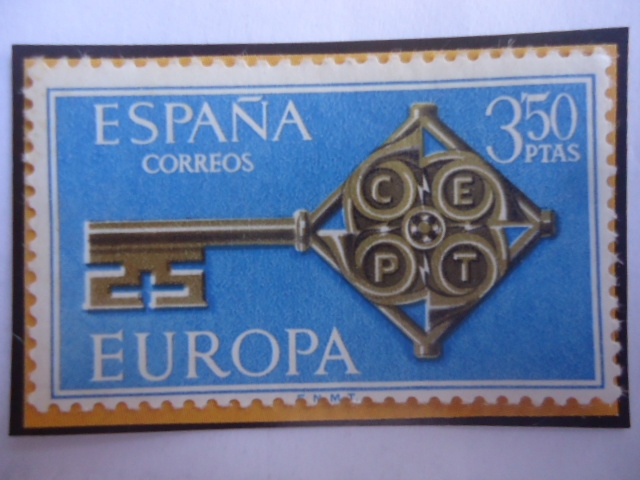 ESPAÑA
CORREOS
3'50
PTAS
C E
P T
EUROPA
F.N.M.T.